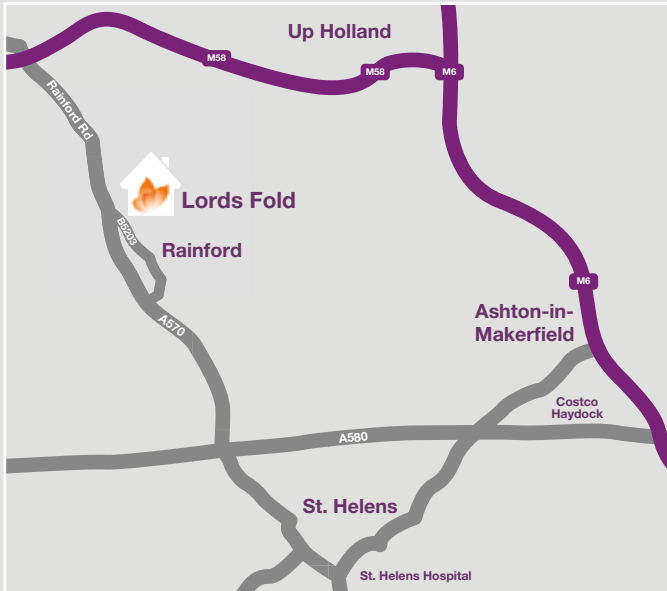 Up Holland
M58
M58
M6
Rainford Rd
Lords Fold
B5203
Rainford
M6
Ashton-in-
Makerfield
A570
Costco
Haydock
A580
St. Helens
St. Helens Hospital